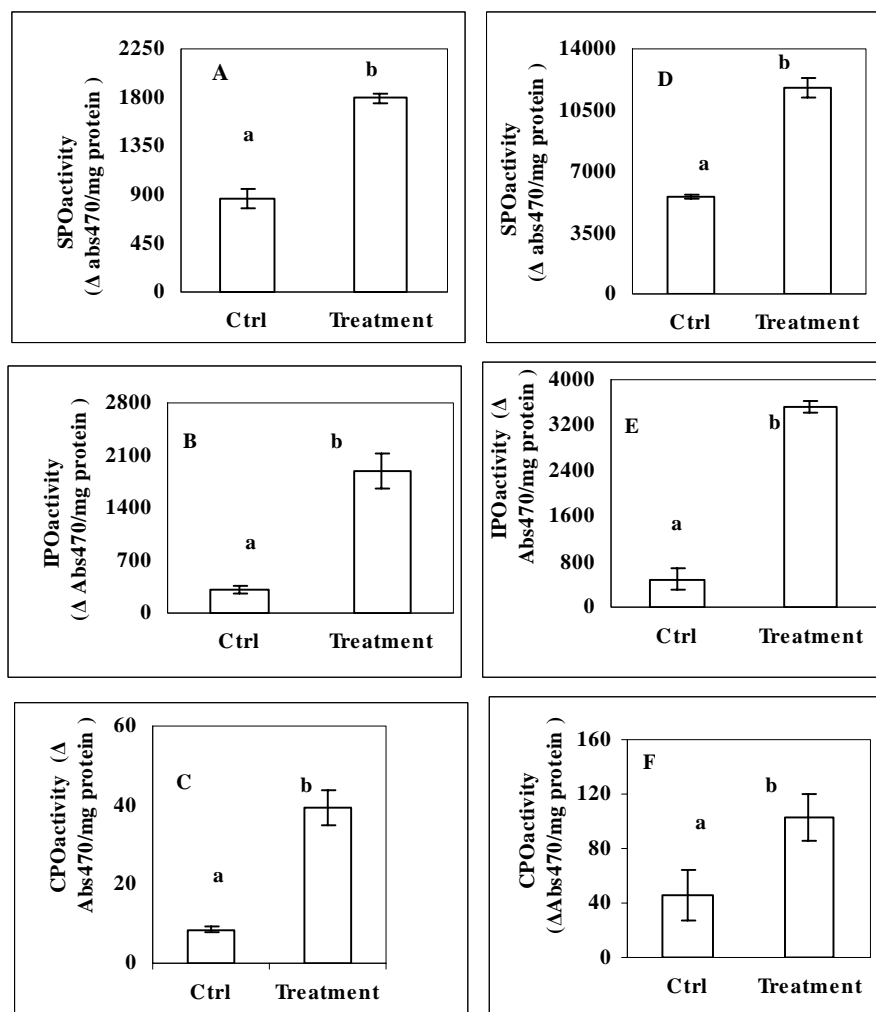 A
SPOactivity
(Δ abs470/mg protein )
2250
1800
1350
900
450
0
a
b
Ctrl
Treatment
D
SPOactivity
(Δ abs470/mg protein )
14000
10500
7000
3500
0
a
b
Ctrl
Treatment
B
IPOactivity
(Δ Abs470/mg protein )
2800
2100
1400
700
0
a
b
Ctrl
Treatment
E
IPOactivity (Δ
Abs470/mg protein )
4000
3200
2400
1600
800
0
a
b
Ctrl
Treatment
C
CPOactivity (Δ
Abs470/mg protein )
60
40
20
0
a
b
Ctrl
Treatment
F
CPOactivity
(ΔAbs470/mg protein )
160
120
80
40
0
a
b
Ctrl
Treatment